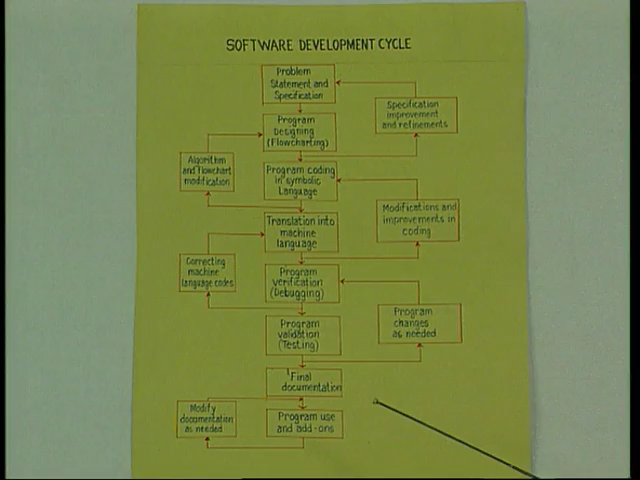 SOFTWARE DEVELOPMENT CYCLE
Problem
Statement and
Specification
Specification
improvement
and refinements
Program
Designing
(Flowcharting)
Algorithm
and Flowchart
modification
Program coding
in symbolic
Language
Modifications and
improvements in
coding
Translation into
machine
language
Correcting
machine
language codes
Program
verification
(Debugging)
Program
changes
as needed
Program
validation
(Testing)
Final
documentation
Modify
documentation
as needed
Program use
and add-ons